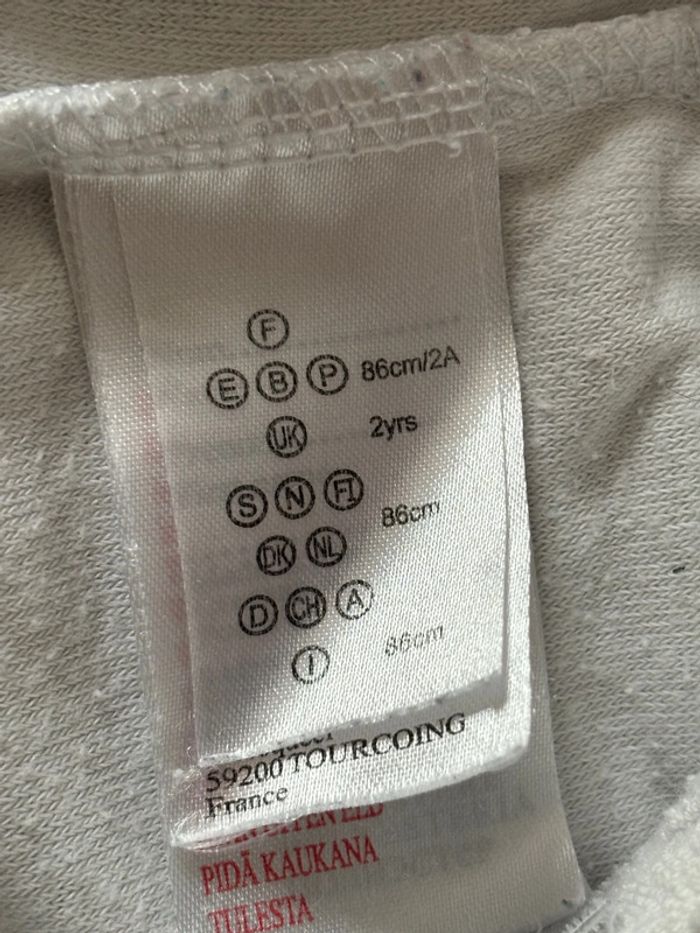 F
E B P 86cm/2A
UK 2yrs
S N FI
86cm
DK NL
D CH A
86cm
I
59200 TOURCOING
France
PIDÄ KAUKANA
TULESTA